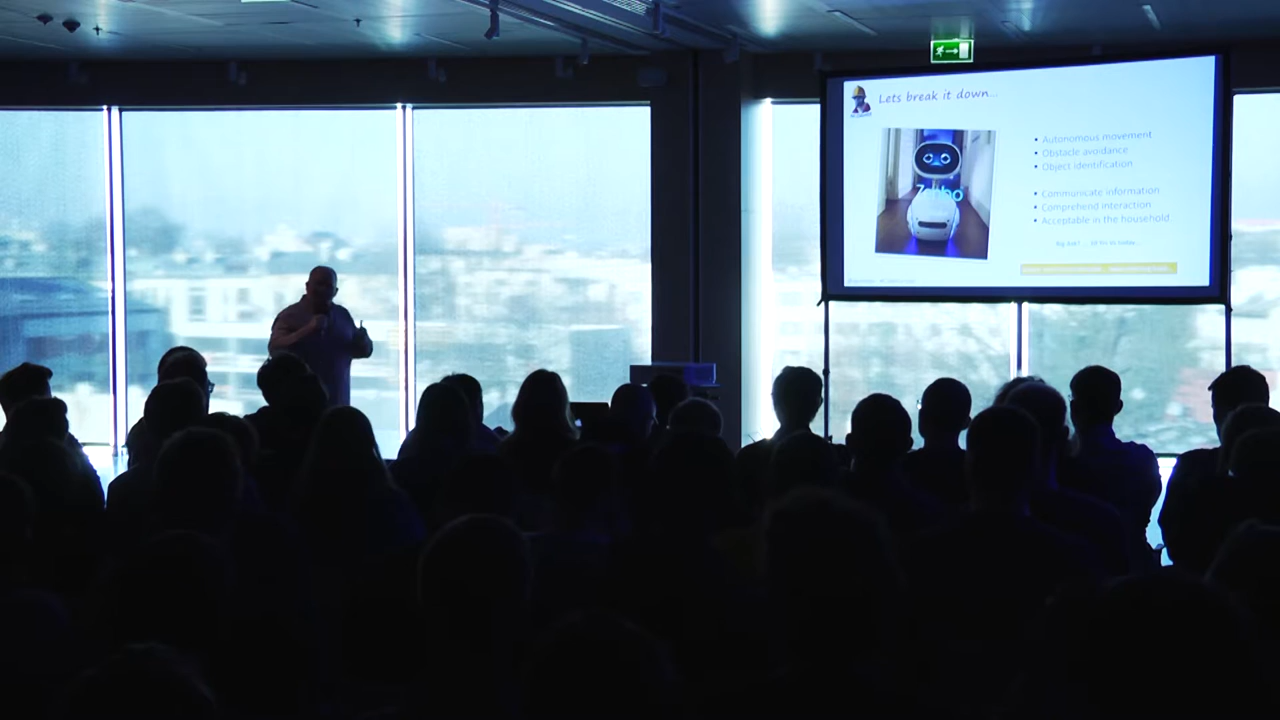 Lets break it down...
Zenbo
• Autonomous movement
• Obstacle avoidance
• Object identification
• Communicate information
• Comprehend interaction
• Acceptable in the household